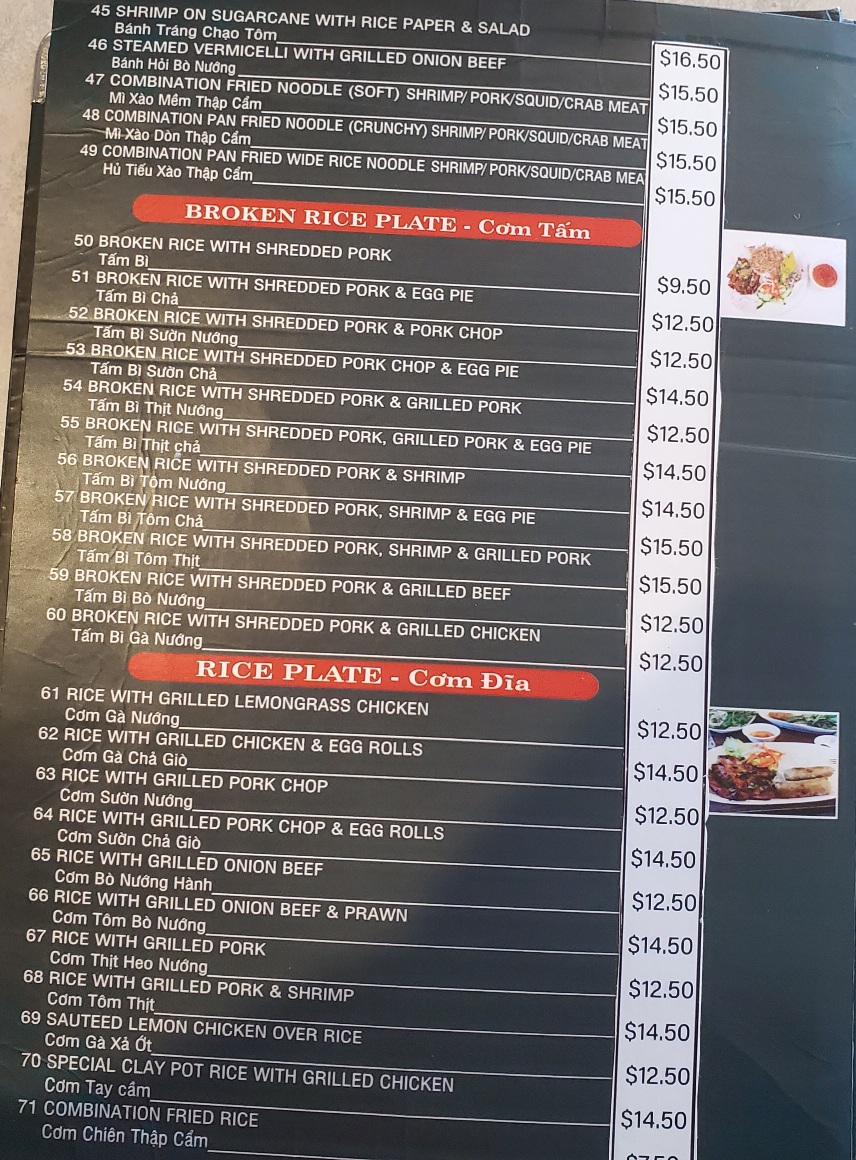 45 SHRIMP ON SUGARCANE WITH RICE PAPER & SALAD
Bánh Tráng Chạo Tôm $16.50
46 STEAMED VERMICELLI WITH GRILLED ONION BEEF
Bánh Hỏi Bò Nướng $15.50
47 COMBINATION FRIED NOODLE (SOFT) SHRIMP/PORK/SQUID/CRAB MEAT
Mì Xào Mềm Thập Cẩm $15.50
48 COMBINATION PAN FRIED NOODLE (CRUNCHY) SHRIMP/PORK/SQUID/CRAB MEAT
Mì Xào Dòn Thập Cẩm $15.50
49 COMBINATION PAN FRIED WIDE RICE NOODLE SHRIMP/PORK/SQUID/CRAB MEA
Hủ Tiếu Xào Thập Cẩm $15.50
BROKEN RICE PLATE - Cơm Tấm
50 BROKEN RICE WITH SHREDDED PORK
Tấm Bì $9.50
51 BROKEN RICE WITH SHREDDED PORK & EGG PIE
Tấm Bì Chả $12.50
52 BROKEN RICE WITH SHREDDED PORK & PORK CHOP
Tấm Bì Sườn Nướng $12.50
53 BROKEN RICE WITH SHREDDED PORK CHOP & EGG PIE
Tấm Bì Sườn Chả $14.50
54 BROKEN RICE WITH SHREDDED PORK & GRILLED PORK
Tấm Bì Thịt Nướng $12.50
55 BROKEN RICE WITH SHREDDED PORK, GRILLED PORK & EGG PIE
Tấm Bì Thịt chả $14.50
56 BROKEN RICE WITH SHREDDED PORK & SHRIMP
Tấm Bì Tôm Nướng $14.50
57 BROKEN RICE WITH SHREDDED PORK, SHRIMP & EGG PIE
Tấm Bì Tôm Chả $15.50
58 BROKEN RICE WITH SHREDDED PORK, SHRIMP & GRILLED PORK
Tấm Bì Tôm Thịt $15.50
59 BROKEN RICE WITH SHREDDED PORK & GRILLED BEEF
Tấm Bì Bò Nướng $12.50
60 BROKEN RICE WITH SHREDDED PORK & GRILLED CHICKEN
Tấm Bì Gà Nướng $12.50
RICE PLATE - Cơm Đĩa
61 RICE WITH GRILLED LEMONGRASS CHICKEN
Cơm Gà Nướng $12.50
62 RICE WITH GRILLED CHICKEN & EGG ROLLS
Cơm Gà Chả Giò $14.50
63 RICE WITH GRILLED PORK CHOP
Cơm Sườn Nướng $12.50
64 RICE WITH GRILLED PORK CHOP & EGG ROLLS
Cơm Sườn Chả Giò $14.50
65 RICE WITH GRILLED ONION BEEF
Cơm Bò Nướng Hành $12.50
66 RICE WITH GRILLED ONION BEEF & PRAWN
Cơm Tôm Bò Nướng $14.50
67 RICE WITH GRILLED PORK
Cơm Thịt Heo Nướng $12.50
68 RICE WITH GRILLED PORK & SHRIMP
Cơm Tôm Thịt $14.50
69 SAUTEED LEMON CHICKEN OVER RICE
Cơm Gà Xả Ớt $12.50
70 SPECIAL CLAY POT RICE WITH GRILLED CHICKEN
Cơm Tay cầm $14.50
71 COMBINATION FRIED RICE
Cơm Chiên Thập Cẩm